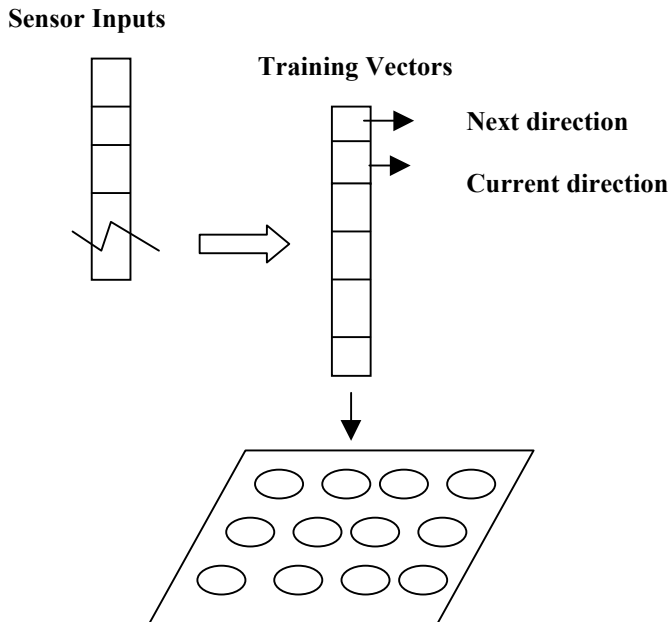 Sensor Inputs
Training Vectors
Next direction
Current direction